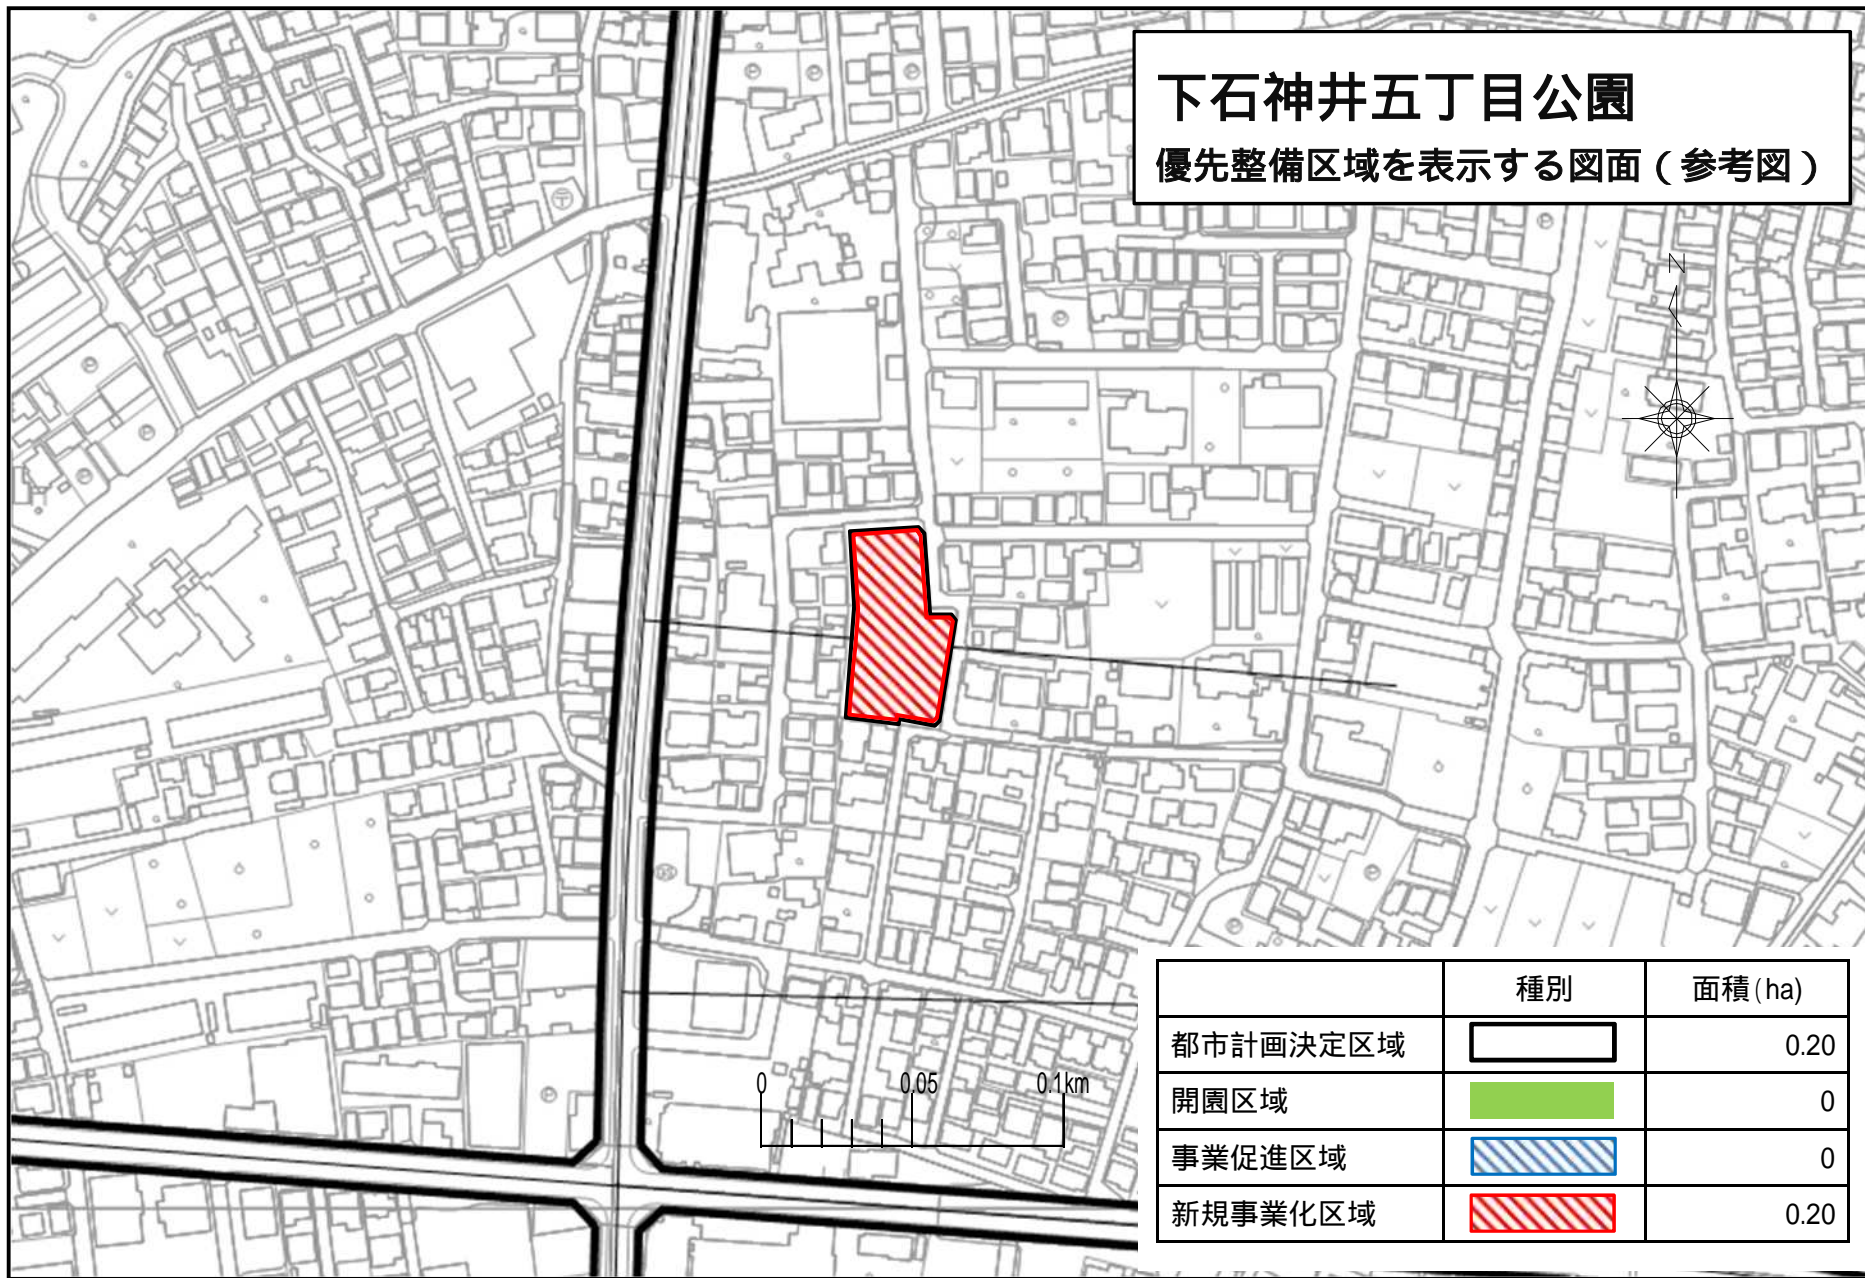 下石神井五丁目公園
優先整備区域を表示する図面（参考図）
N
0 0.05 0.1km
種別 面積(ha)
都市計画決定区域 0.20
開園区域 0
事業促進区域 0
新規事業化区域 0.20